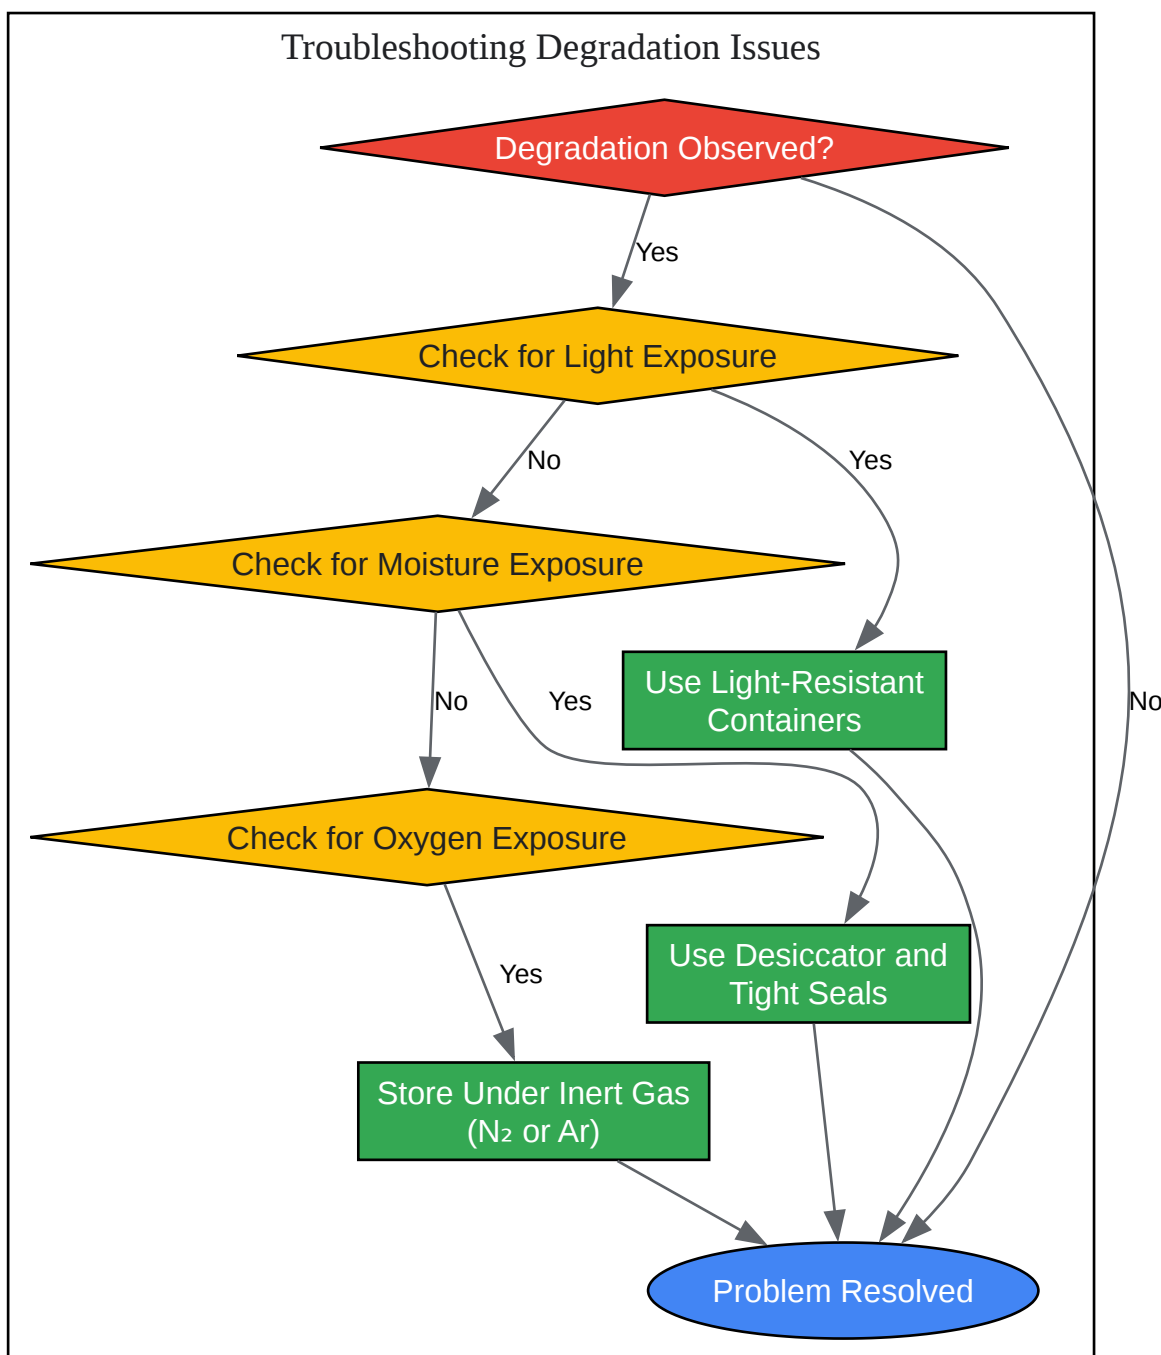 Troubleshooting Degradation Issues
Degradation Observed?
Yes
Check for Light Exposure
No
Yes
Check for Moisture Exposure
Use Light-Resistant
Containers
No
Yes
No
Check for Oxygen Exposure
Use Desiccator and
Tight Seals
Yes
Store Under Inert Gas
(N₂ or Ar)
Problem Resolved